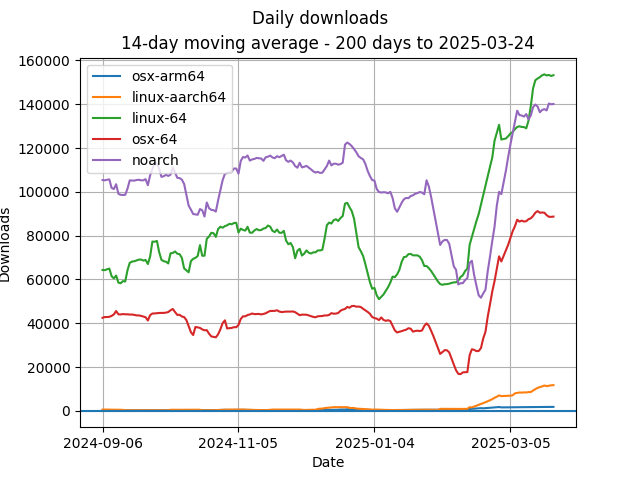 Daily downloads
14-day moving average - 200 days to 2025-03-24
160000
140000
120000
100000
80000
60000
40000
20000
0
Downloads
osx-arm64
linux-aarch64
linux-64
osx-64
noarch
2024-09-06
2024-11-05
2025-01-04
2025-03-05
Date